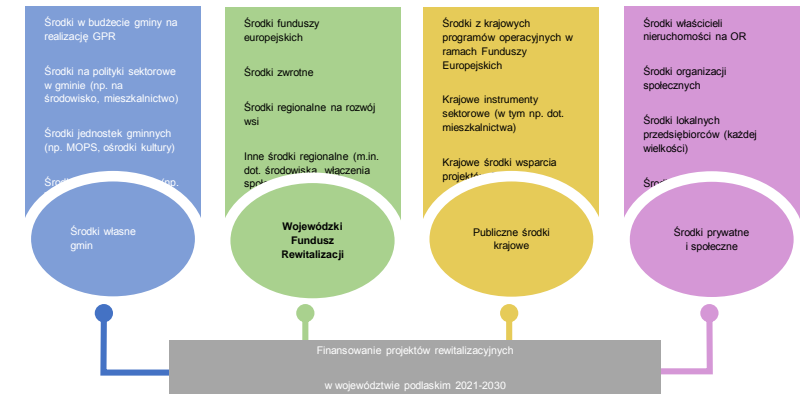 Środki w budżecie gminy na
realizację GPR
Środki na polityki sektorowe
w gminie (np. na
środowisko, mieszkalnictwo)
Środki jednostek gminnych
(np. MOPS, ośrodki kultury)
(np.
Środki własne
gmin
Środki funduszy
europejskich
Środki zwrotne
Środki regionalne na rozwój
wsi
Inne środki regionalne (m.in.
dot. środowiska, włączenia
Wojewódzki
Fundusz
Rewitalizacji
Środki z krajowych
programów operacyjnych w
ramach Funduszy
Europejskich
Krajowe instrumenty
sektorowe (w tym np. dot.
mieszkalnictwa)
Krajowe środki wsparcia
Publiczne środki
krajowe
Środki właścicieli
nieruchomości na OR
Środki organizacji
społecznych
Środki lokalnych
przedsiębiorców (każdej
wielkości)
Środki prywatne
i społeczne
Finansowanie projektów rewitalizacyjnych
w województwie podlaskim 2021-2030